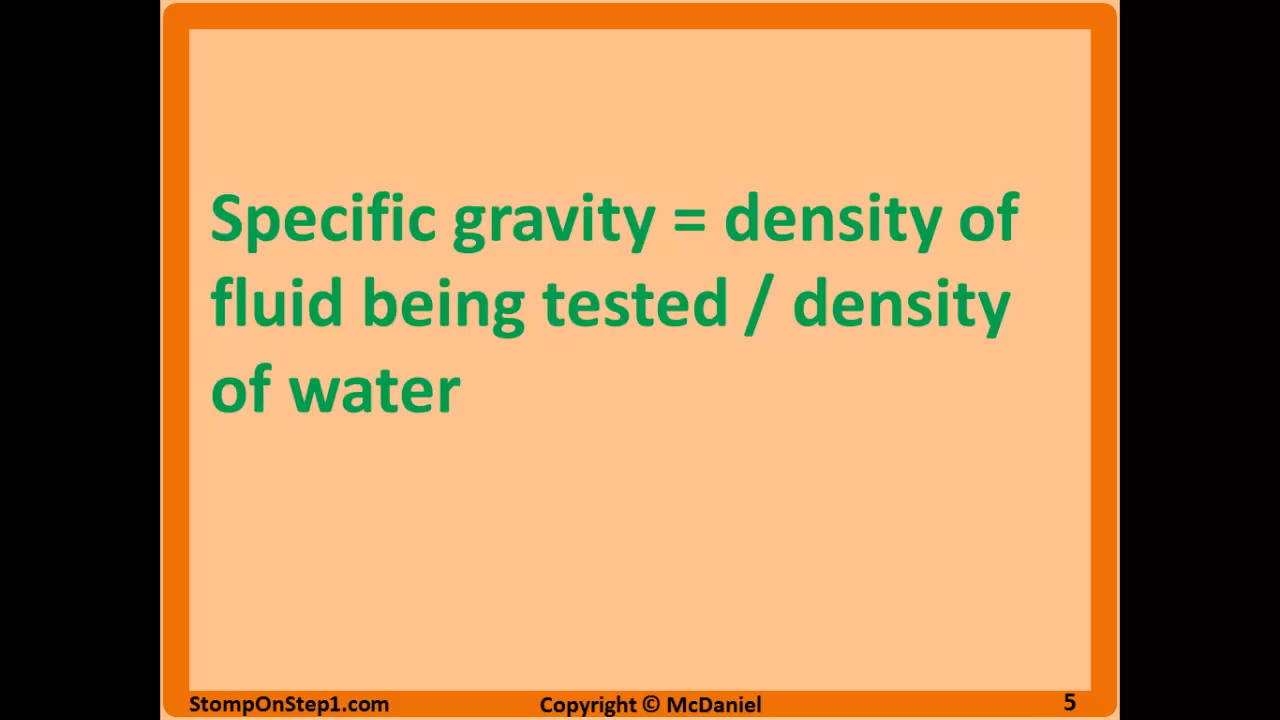 Specific gravity = density of
fluid being tested / density
of water
StompOnStep1.com Copyright © McDaniel 5